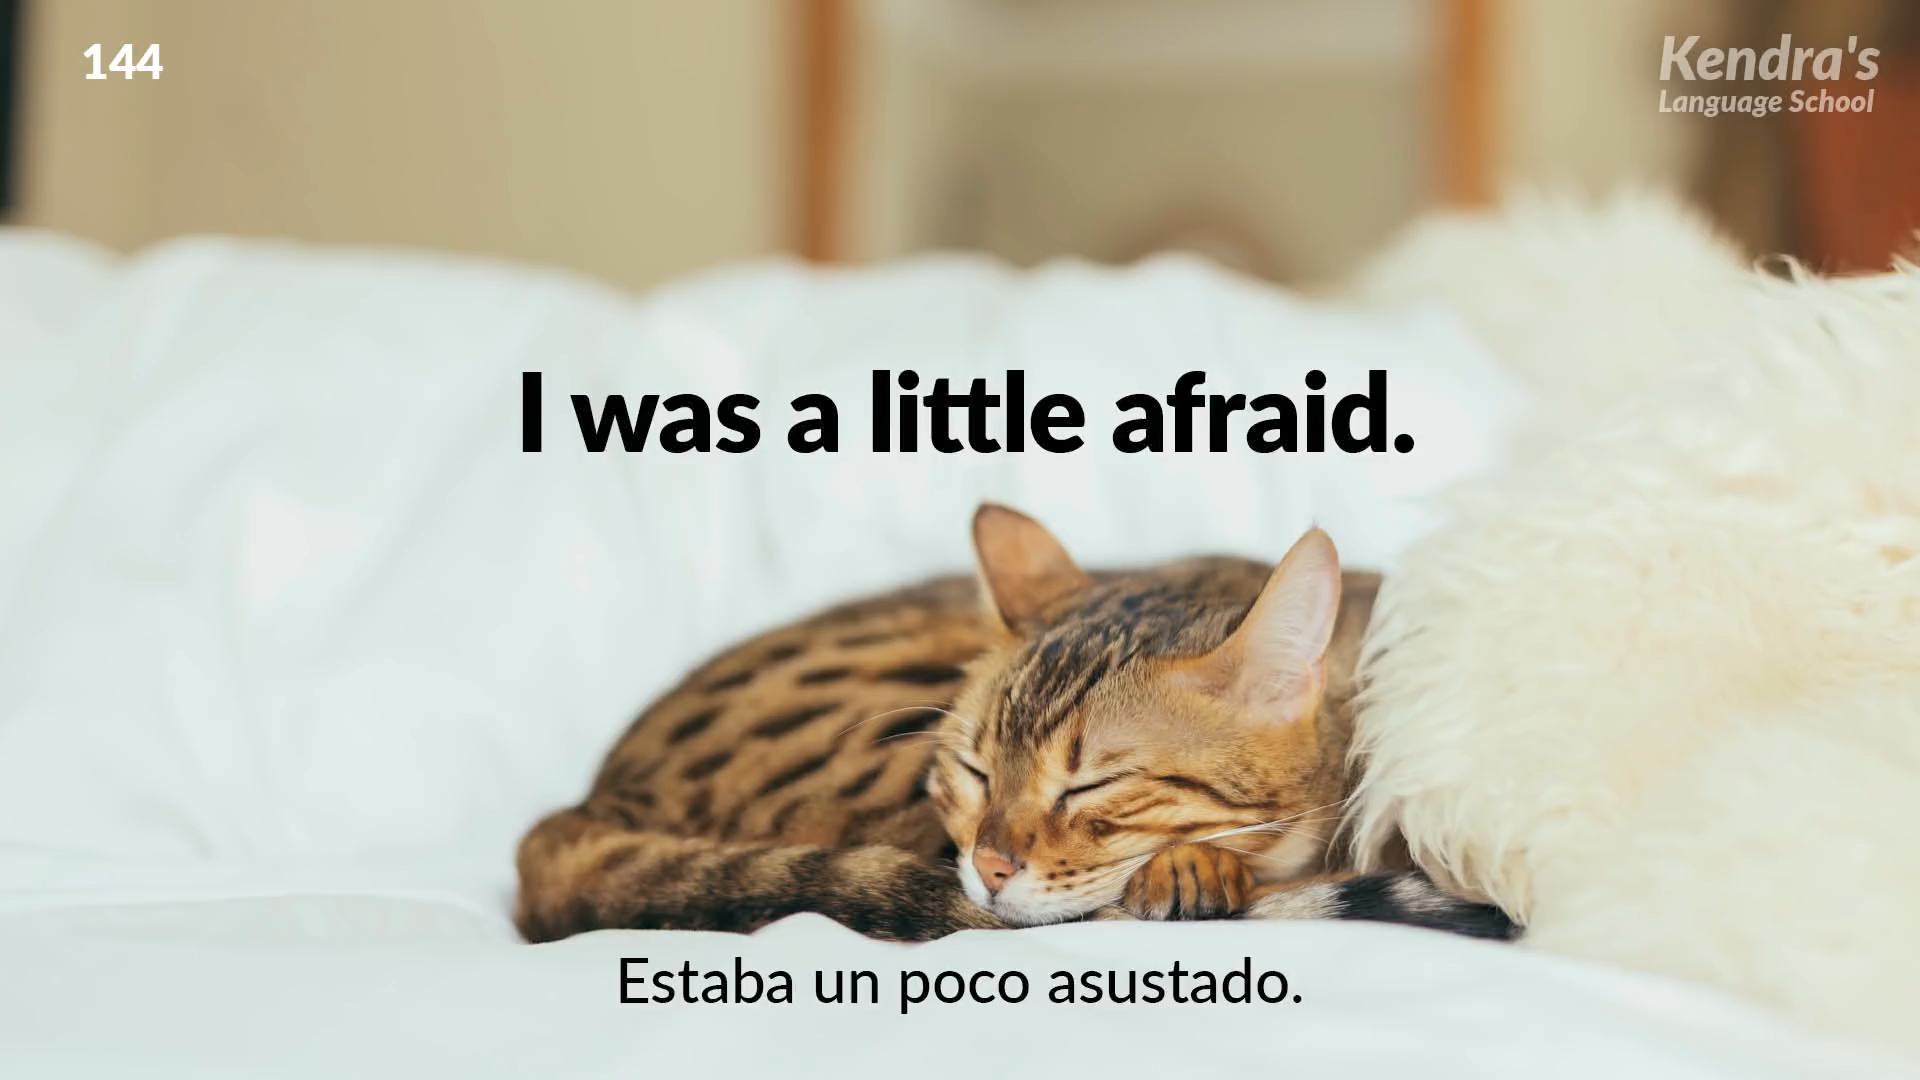 144
Kendra's
Language School
I was a little afraid.
Estaba un poco asustado.